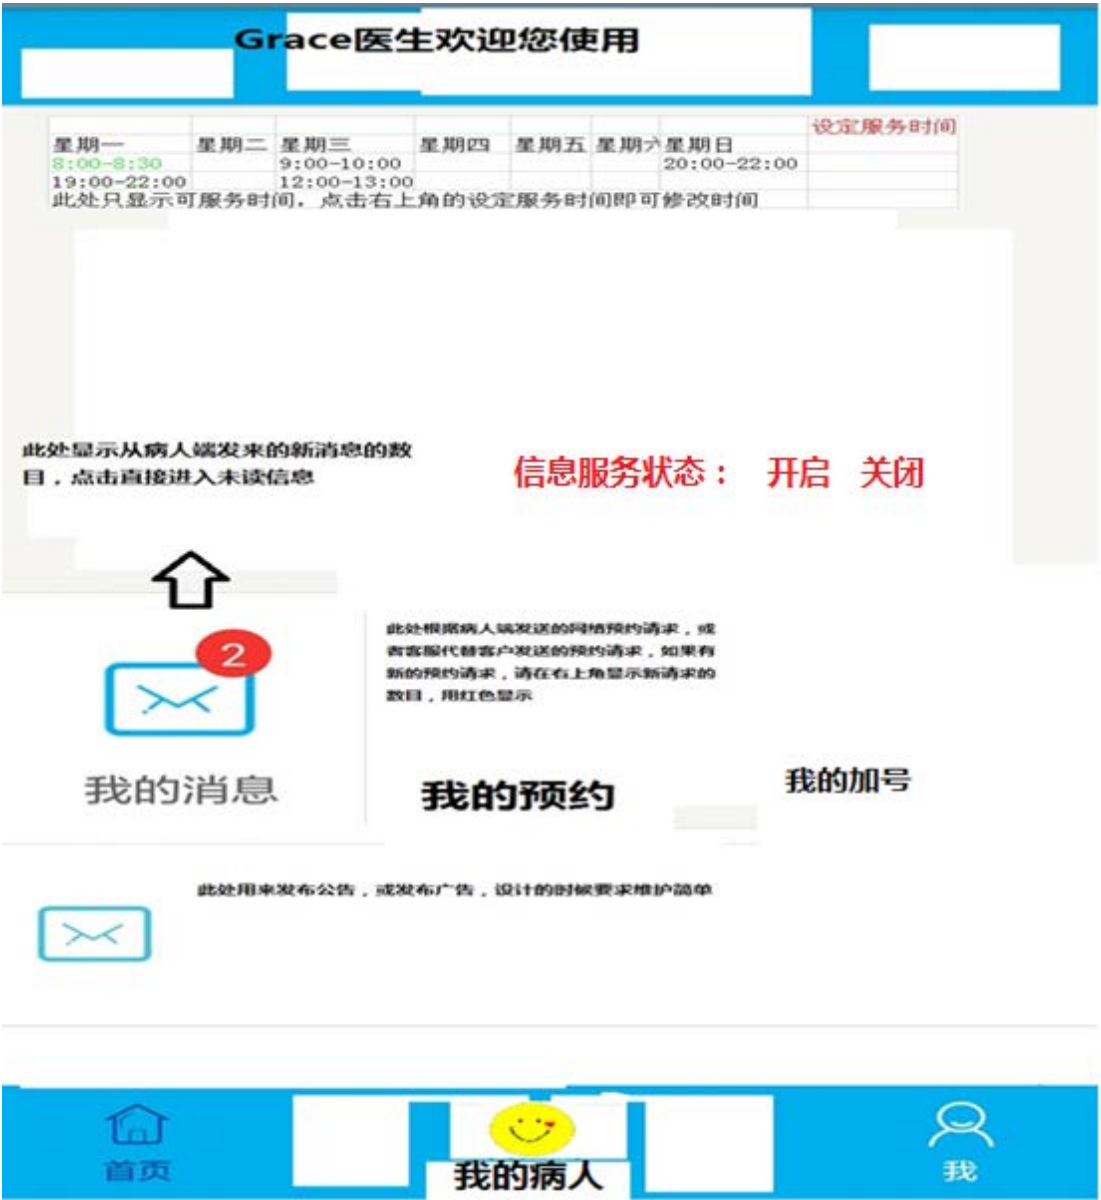 Grace医生欢迎您使用
设定服务时间
星期一 星期二 星期三 星期四 星期五 星期六 星期日
8:00-8:30 9:00-10:00 20:00-22:00
19:00-22:00 12:00-13:00
此处只显示可服务时间，点击右上角的设定服务时间即可修改时间
此处显示从病人端发来的新消息的数
目，点击直接进入未读信息
信息服务状态： 开启 关闭
2
我的消息
此处根据病人端发送的网络预约请求，或
者客服代替客户发送的预约请求，如果有
新的预约请求，请在右上角显示新请求的
数目，用红色显示
我的预约
我的加号
此处用来发布公告，或发布广告，设计的时候要求维护简单
首页
我的病人
我